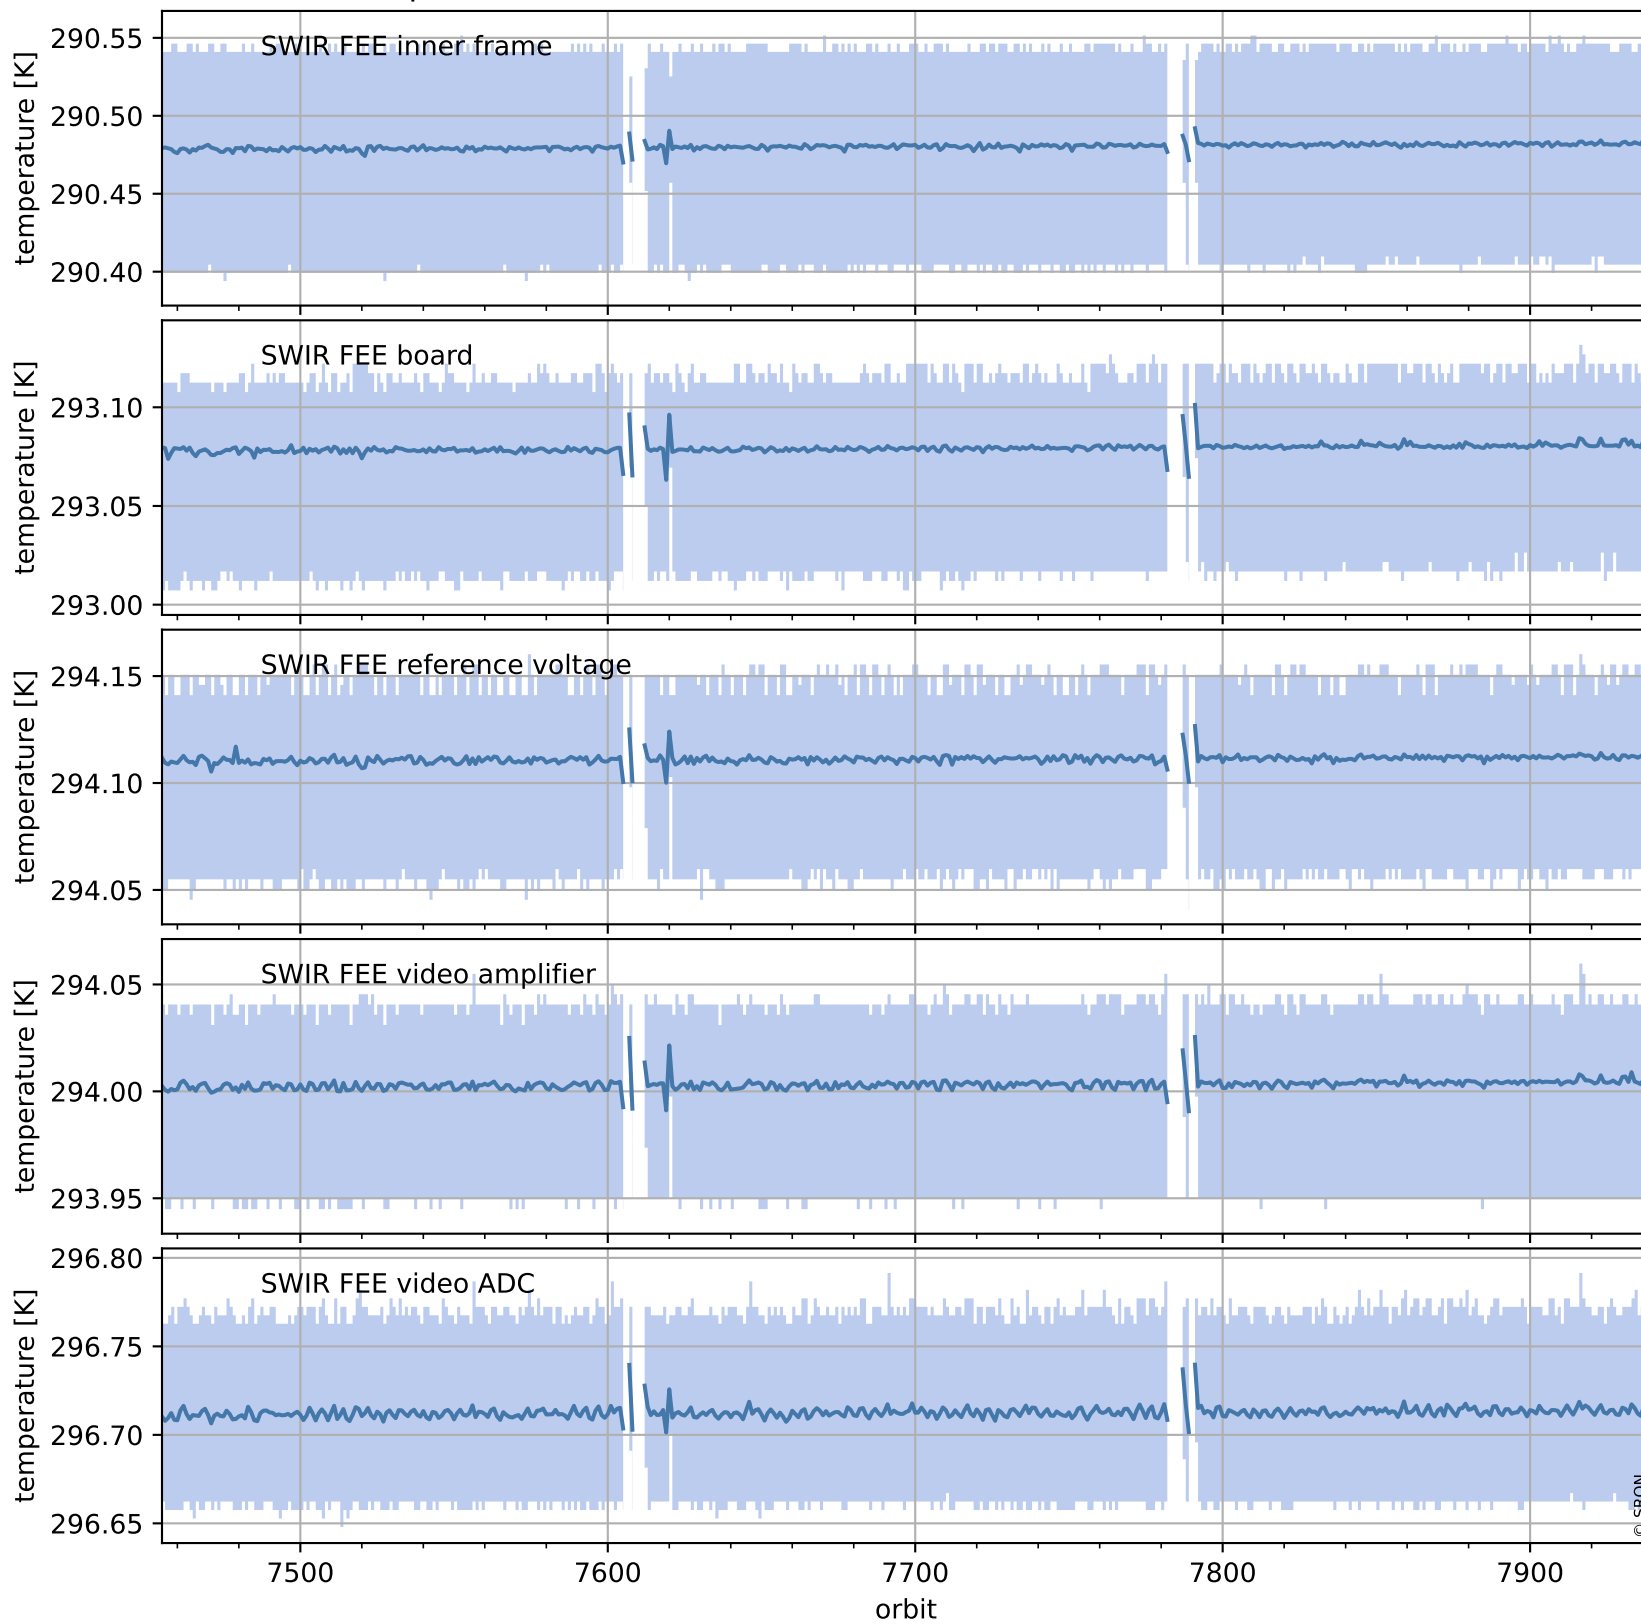 290.55
SWIR FEE inner frame
290.50
290.45
290.40
temperature [K]
SWIR FEE board
293.10
293.05
293.00
temperature [K]
SWIR FEE reference voltage
294.15
294.10
294.05
temperature [K]
SWIR FEE video amplifier
294.05
294.00
293.95
temperature [K]
296.80
SWIR FEE video ADC
296.75
296.70
296.65
temperature [K]
© SRON
7500 7600 7700 7800 7900
orbit